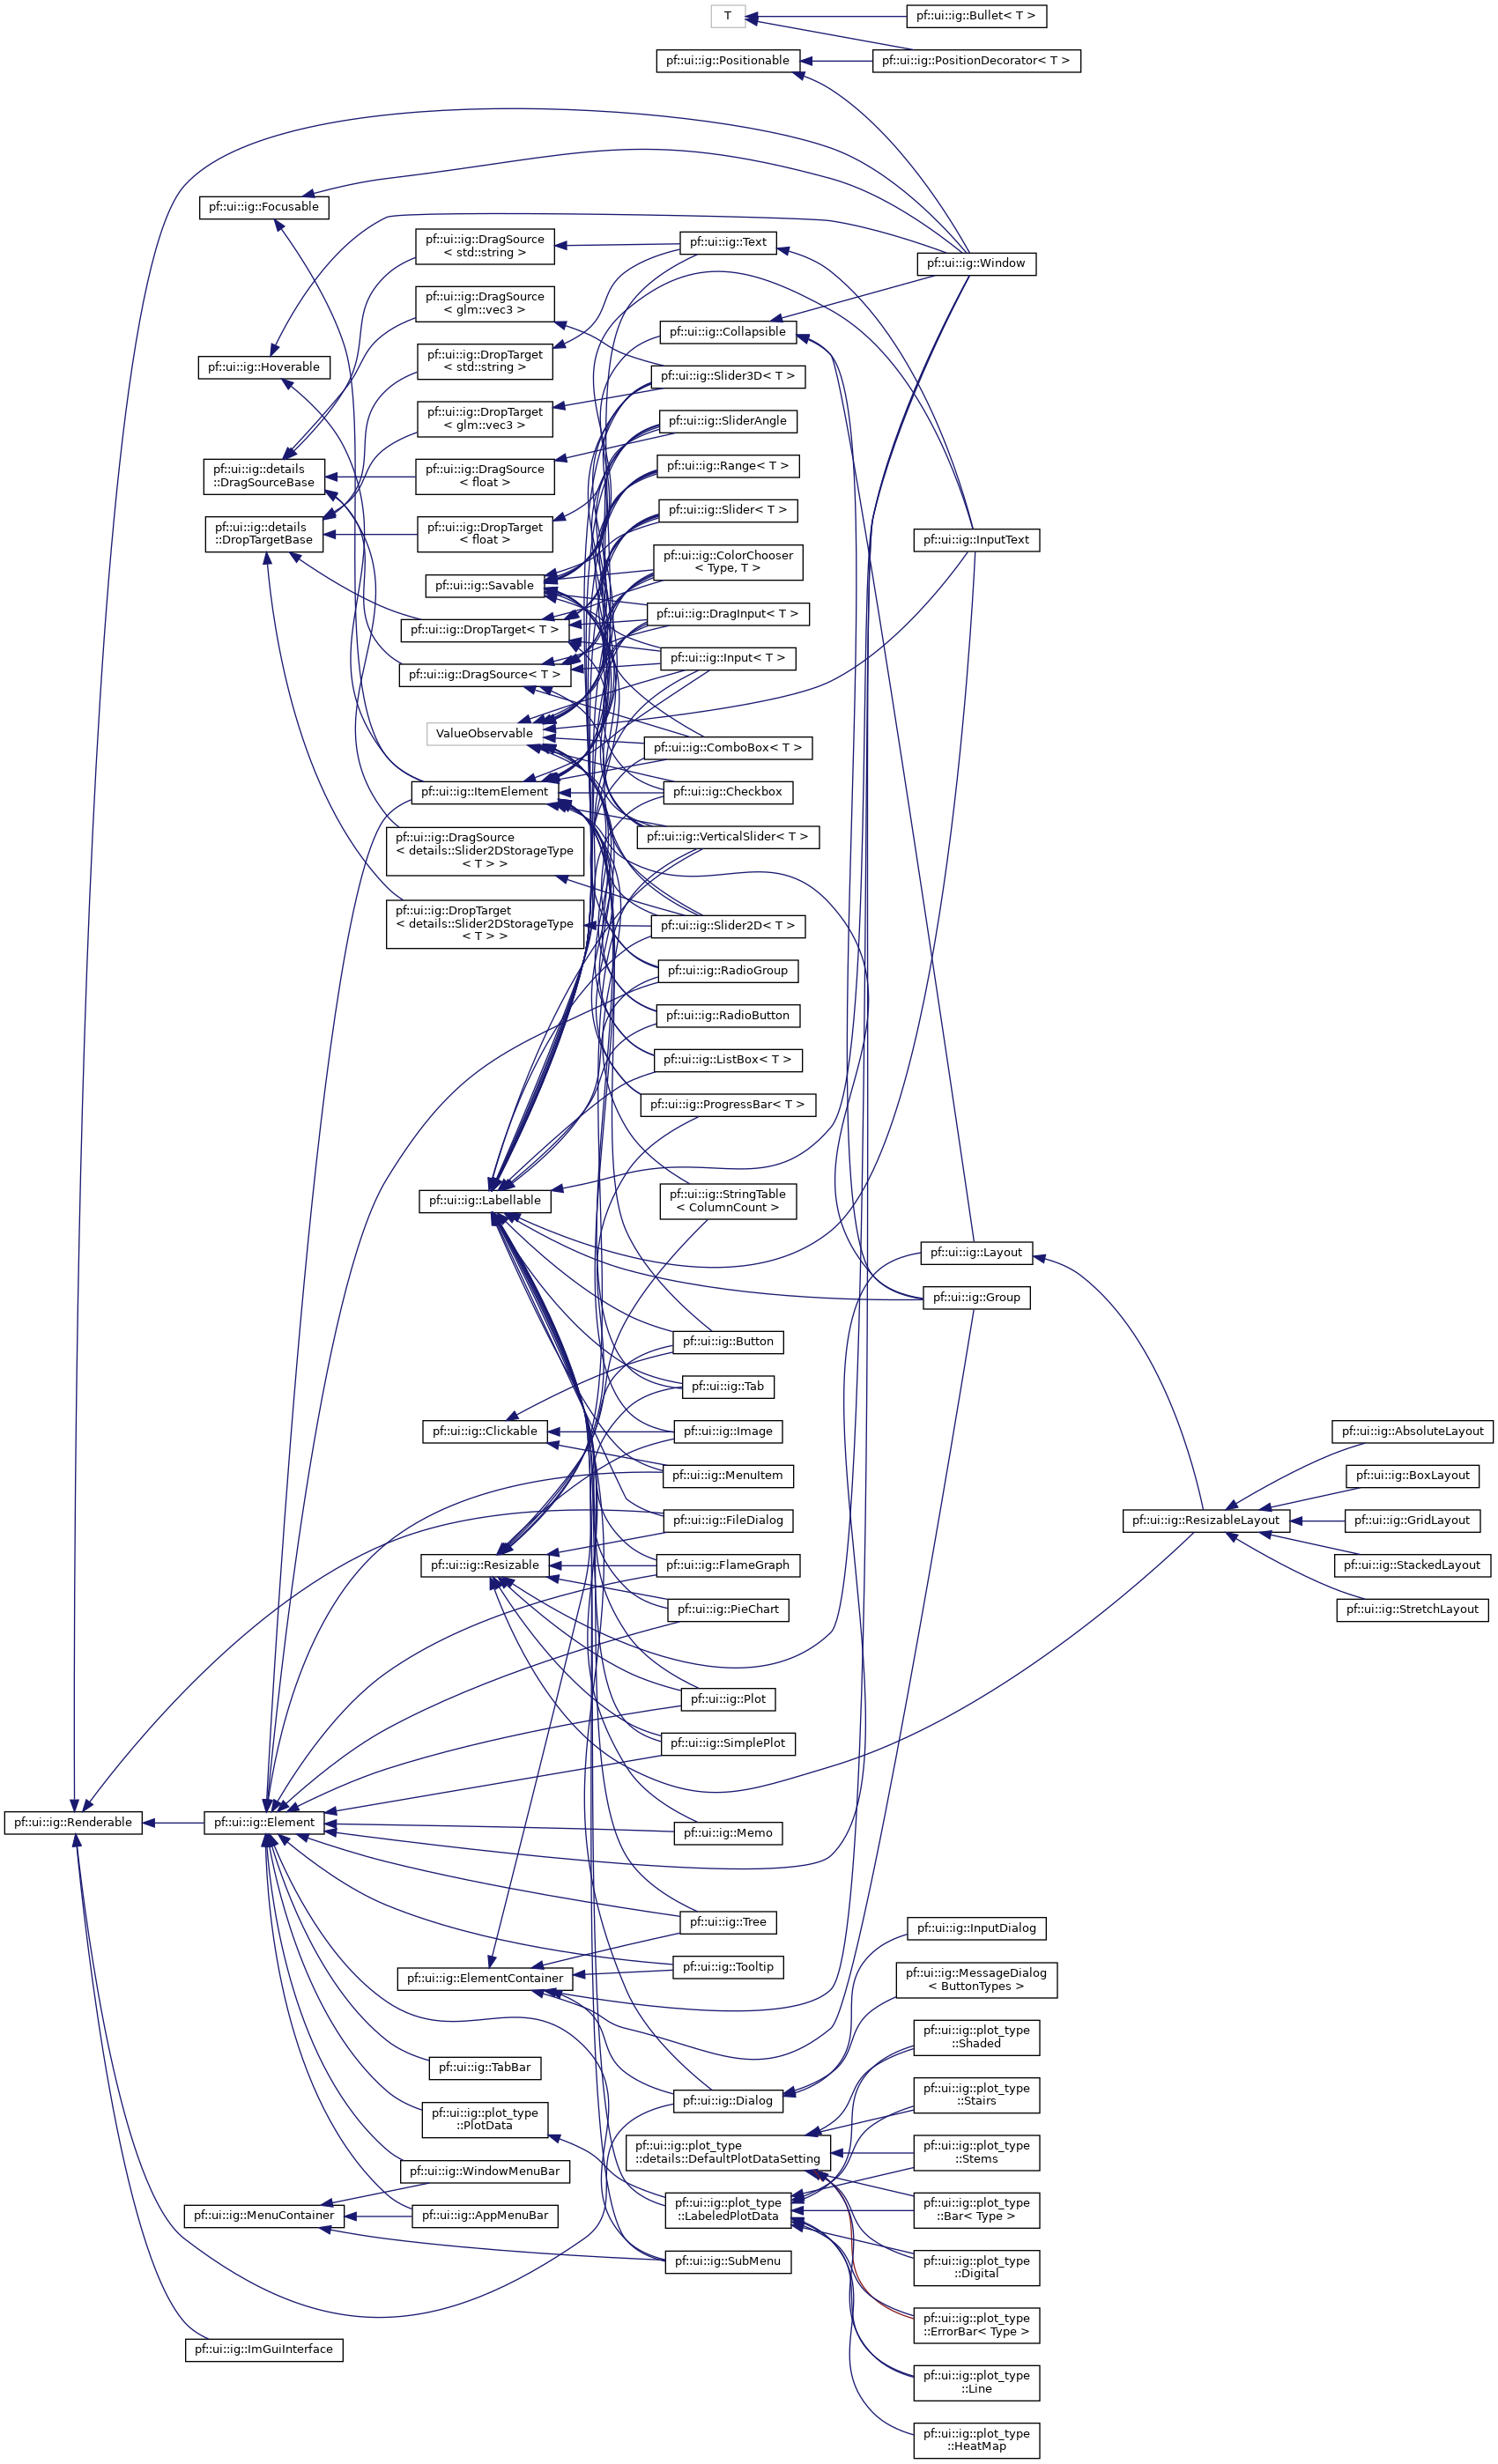 T
pf::ui::ig::Bullet< T >
pf::ui::ig::Positionable
pf::ui::ig::PositionDecorator< T >
pf::ui::ig::Focusable
pf::ui::ig::DragSource
< std::string >
pf::ui::ig::Text
pf::ui::ig::Window
pf::ui::ig::DragSource
< glm::vec3 >
pf::ui::ig::Collapsible
pf::ui::ig::Hoverable
pf::ui::ig::DropTarget
< std::string >
pf::ui::ig::Slider3D< T >
pf::ui::ig::DropTarget
< glm::vec3 >
pf::ui::ig::SliderAngle
pf::ui::ig::details
::DragSourceBase
pf::ui::ig::DragSource
< float >
pf::ui::ig::Range< T >
pf::ui::ig::Slider< T >
pf::ui::ig::details
::DropTargetBase
pf::ui::ig::DropTarget
< float >
pf::ui::ig::InputText
pf::ui::ig::ColorChooser
< Type, T >
pf::ui::ig::Savable
pf::ui::ig::DragInput< T >
pf::ui::ig::DropTarget< T >
pf::ui::ig::Input< T >
pf::ui::ig::DragSource< T >
ValueObservable
pf::ui::ig::ComboBox< T >
pf::ui::ig::ItemElement
pf::ui::ig::Checkbox
pf::ui::ig::VerticalSlider< T >
pf::ui::ig::DragSource
< details::Slider2DStorageType
< T > >
pf::ui::ig::DropTarget
< details::Slider2DStorageType
< T > >
pf::ui::ig::Slider2D< T >
pf::ui::ig::RadioGroup
pf::ui::ig::RadioButton
pf::ui::ig::ListBox< T >
pf::ui::ig::ProgressBar< T >
pf::ui::ig::Labellable
pf::ui::ig::StringTable
< ColumnCount >
pf::ui::ig::Layout
pf::ui::ig::Group
pf::ui::ig::Button
pf::ui::ig::Tab
pf::ui::ig::Clickable
pf::ui::ig::Image
pf::ui::ig::AbsoluteLayout
pf::ui::ig::MenuItem
pf::ui::ig::BoxLayout
pf::ui::ig::FileDialog
pf::ui::ig::ResizableLayout
pf::ui::ig::GridLayout
pf::ui::ig::Resizable
pf::ui::ig::FlameGraph
pf::ui::ig::StackedLayout
pf::ui::ig::PieChart
pf::ui::ig::StretchLayout
pf::ui::ig::Plot
pf::ui::ig::SimplePlot
pf::ui::ig::Renderable
pf::ui::ig::Element
pf::ui::ig::Memo
pf::ui::ig::Tree
pf::ui::ig::InputDialog
pf::ui::ig::Tooltip
pf::ui::ig::ElementContainer
pf::ui::ig::MessageDialog
< ButtonTypes >
pf::ui::ig::plot_type
::Shaded
pf::ui::ig::TabBar
pf::ui::ig::Dialog
pf::ui::ig::plot_type
::Stairs
pf::ui::ig::plot_type
::PlotData
pf::ui::ig::plot_type
::details::DefaultPlotDataSetting
pf::ui::ig::plot_type
::Stems
pf::ui::ig::WindowMenuBar
pf::ui::ig::MenuContainer
pf::ui::ig::AppMenuBar
pf::ui::ig::plot_type
::LabeledPlotData
pf::ui::ig::plot_type
::Bar< Type >
pf::ui::ig::SubMenu
pf::ui::ig::plot_type
::Digital
pf::ui::ig::plot_type
::ErrorBar< Type >
pf::ui::ig::ImGuiInterface
pf::ui::ig::plot_type
::Line
pf::ui::ig::plot_type
::HeatMap